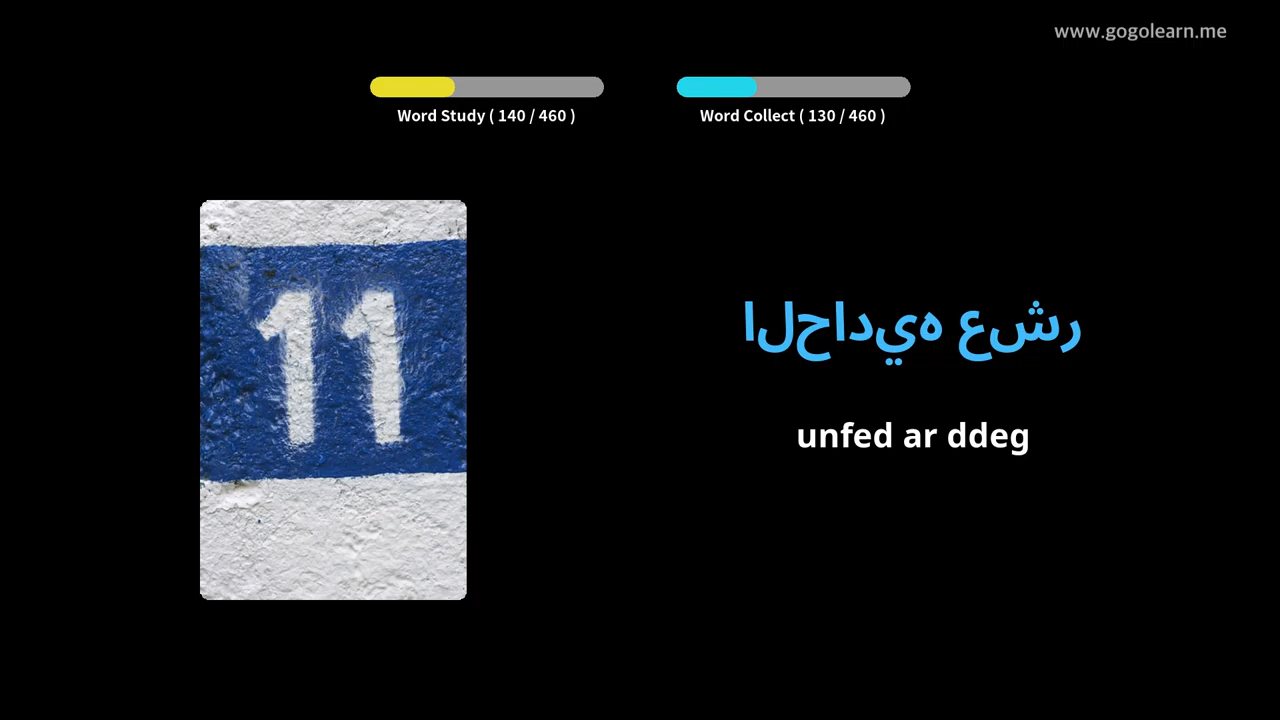 www.gogolearn.me
Word Study ( 140 / 460 )
Word Collect ( 130 / 460 )
11
الحاديه عشر
unfed ar ddeg